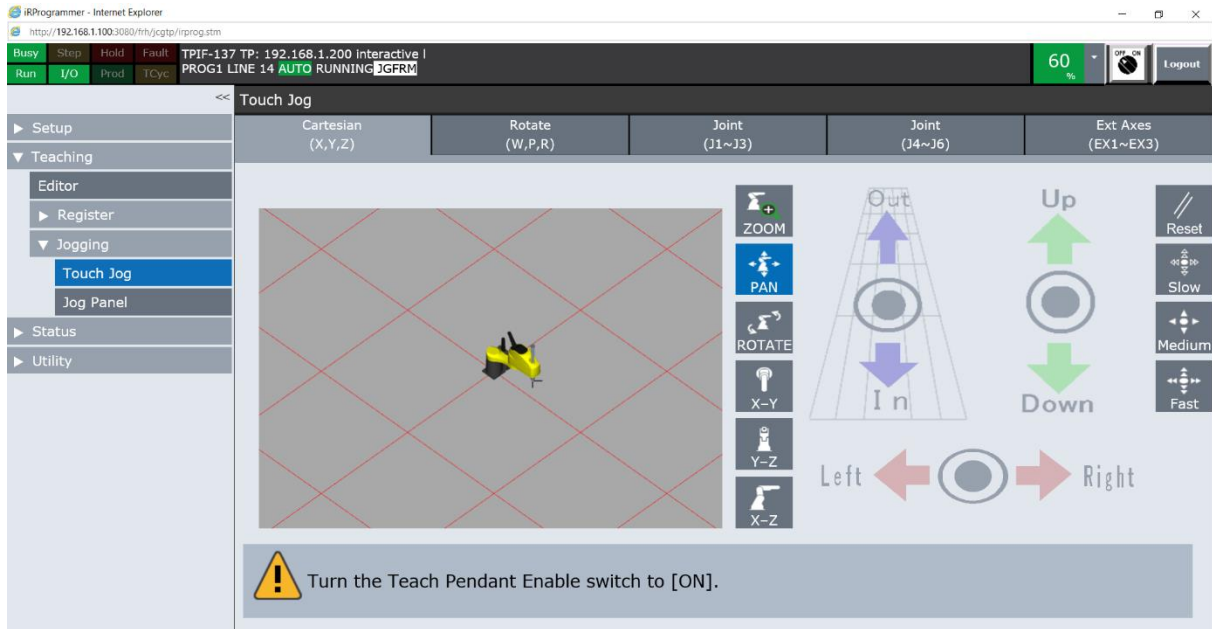 iRProgrammer - Internet Explorer
http://192.168.1.100:3080/frh/jcgtp/irprog.stm
Busy Step Hold Fault TPIF-137 TP: 192.168.1.200 interactive l
Run I/O Prod TCyc PROG1 LINE 14 AUTO RUNNING JGFRM
60
%
OFF ON
Logout
<< Touch Jog
Setup
Teaching
Editor
Register
Jogging
Touch Jog
Jog Panel
Status
Utility
Cartesian
(X,Y,Z)
Rotate
(W,P,R)
Joint
(J1~J3)
Joint
(J4~J6)
Ext Axes
(EX1~EX3)
ZOOM
PAN
ROTATE
X-Y
Y-Z
X-Z
Out
In
Up
Down
Left
Right
Reset
Slow
Medium
Fast
Turn the Teach Pendant Enable switch to [ON].